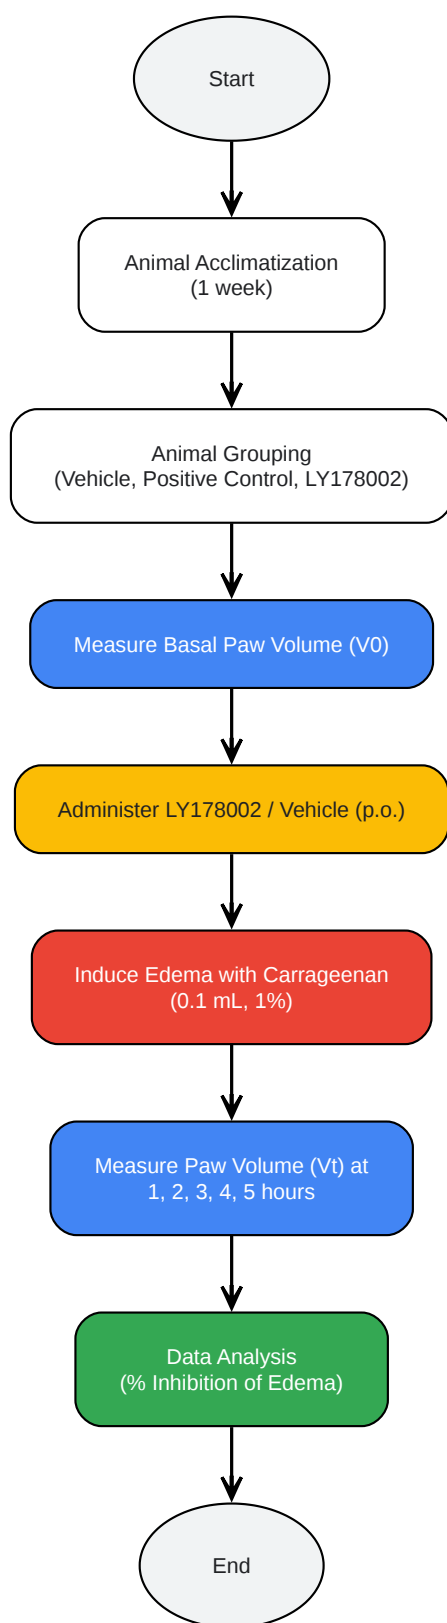 Start
Animal Acclimatization
(1 week)
Animal Grouping
(Vehicle, Positive Control, LY178002)
Measure Basal Paw Volume (V0)
Administer LY178002 / Vehicle (p.o.)
Induce Edema with Carrageenan
(0.1 mL, 1%)
Measure Paw Volume (Vt) at
1, 2, 3, 4, 5 hours
Data Analysis
(% Inhibition of Edema)
End